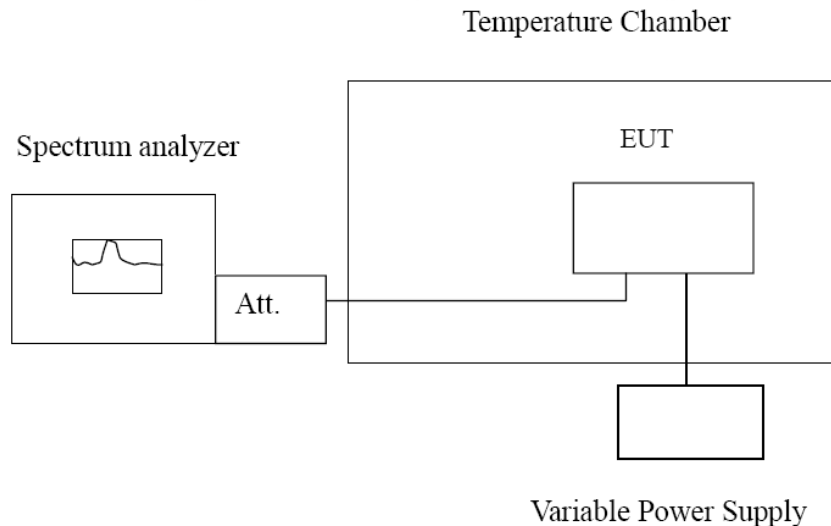 Temperature Chamber
Spectrum analyzer
EUT
Att.
Variable Power Supply